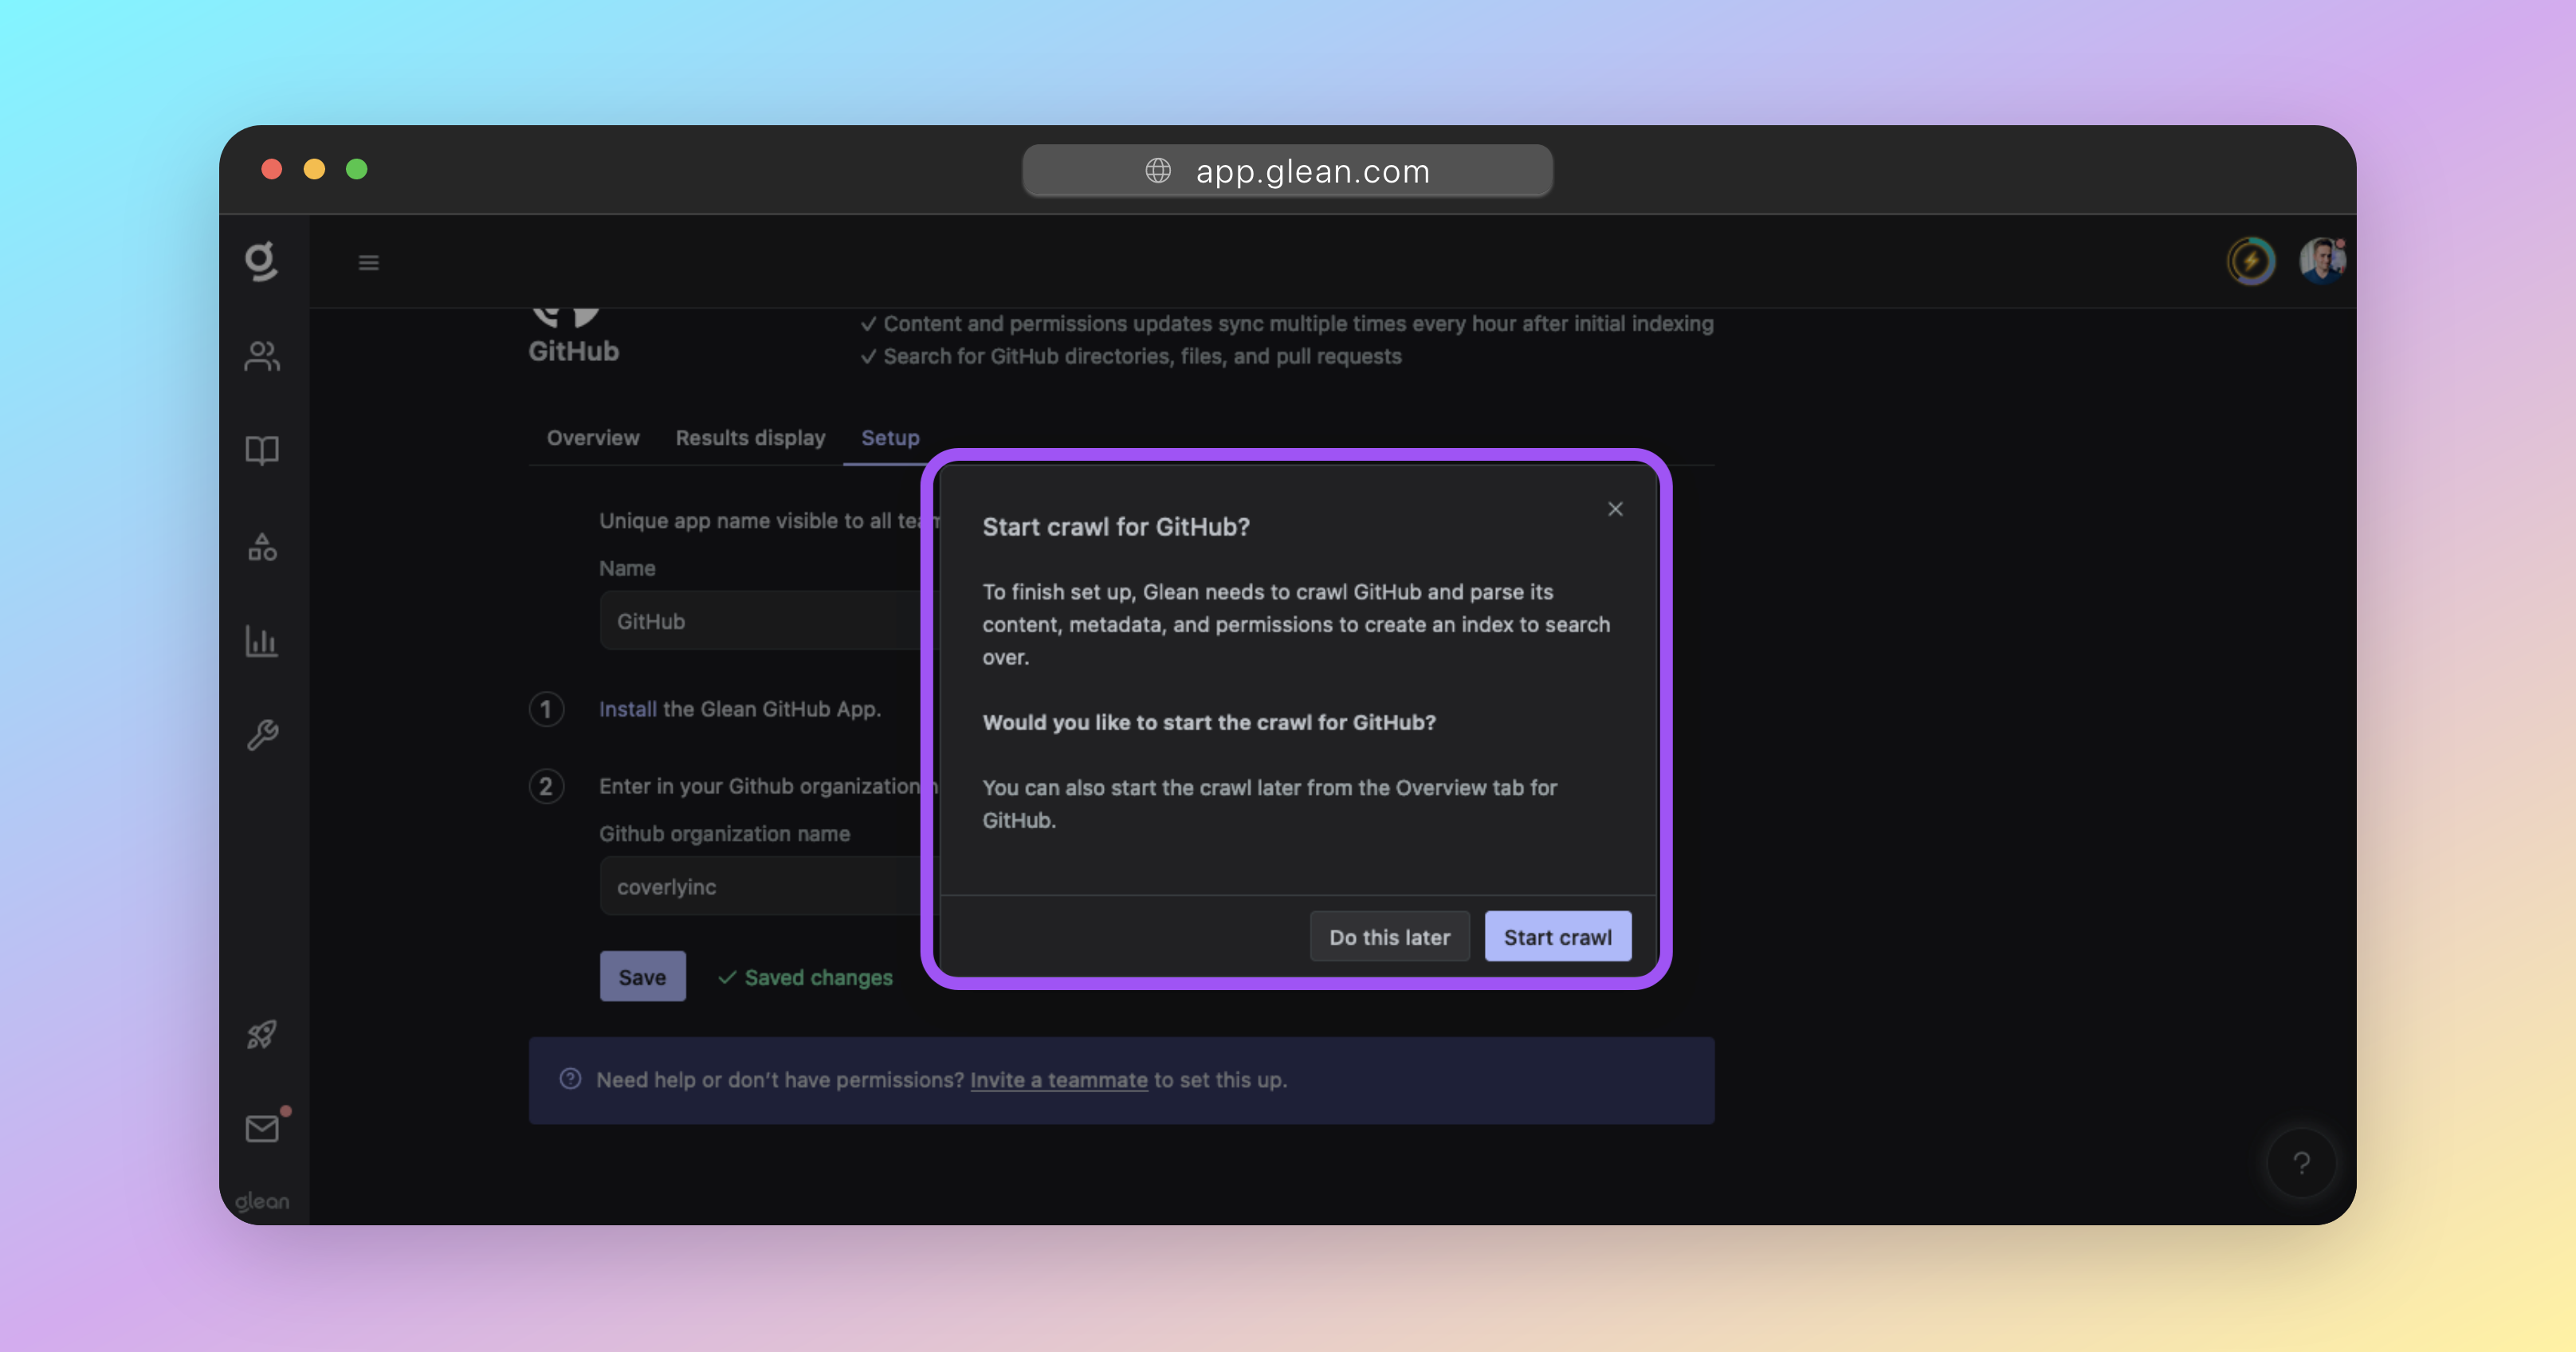 app.glean.com
g
GitHub
✓ Content and permissions updates sync multiple times every hour after initial indexing
✓ Search for GitHub directories, files, and pull requests
Overview Results display Setup
Unique app name visible to all
Name
GitHub
1 Install the Glean GitHub App.
2 Enter in your Github organization
Github organization name
coverlyinc
Save ✓ Saved changes
Start crawl for GitHub?
To finish set up, Glean needs to crawl GitHub and parse its
content, metadata, and permissions to create an index to search
over.
Would you like to start the crawl for GitHub?
You can also start the crawl later from the Overview tab for
GitHub.
Do this later Start crawl
Need help or don't have permissions? Invite a teammate to set this up.
glean
?